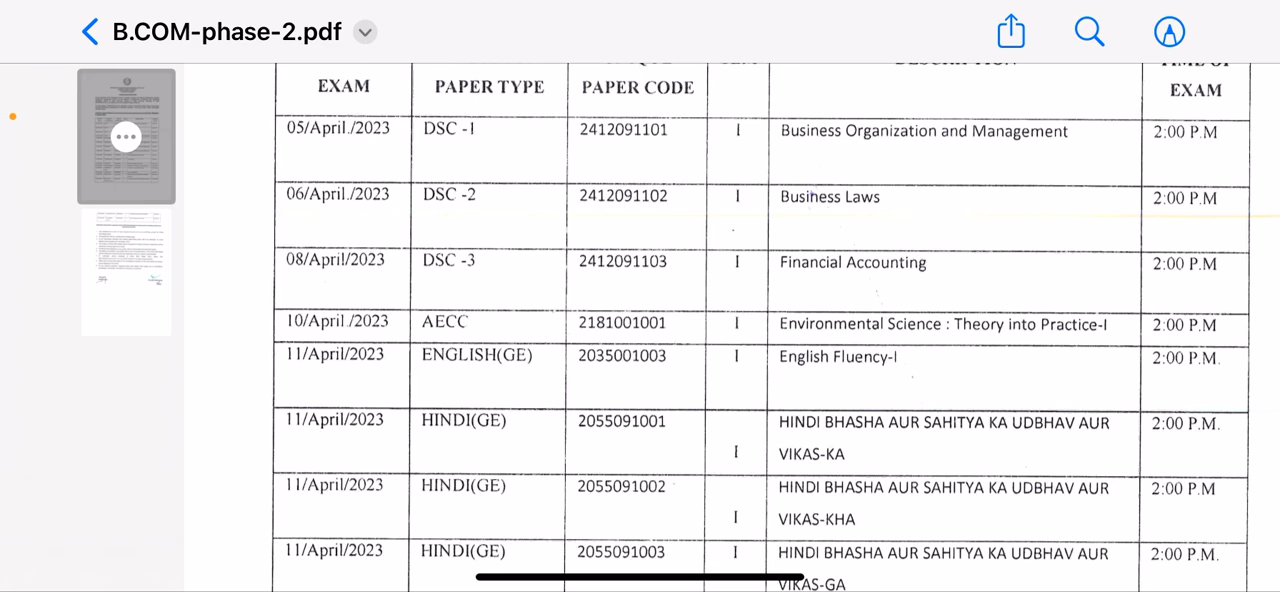 B.COM-phase-2.pdf
EXAM PAPER TYPE PAPER CODE DESCRIPTION TIME OF EXAM
05/April./2023 DSC -1 2412091101 I Business Organization and Management 2:00 P.M
06/April./2023 DSC -2 2412091102 I Business Laws 2:00 P.M
08/April/2023 DSC -3 2412091103 I Financial Accounting 2:00 P.M
10/April./2023 AECC 2181001001 I Environmental Science : Theory into Practice-I 2:00 P.M
11/April/2023 ENGLISH(GE) 2035001003 I English Fluency-I 2:00 P.M.
11/April/2023 HINDI(GE) 2055091001 HINDI BHASHA AUR SAHITYA KA UDBHAV AUR 2:00 P.M.
I VIKAS-KA
11/April/2023 HINDI(GE) 2055091002 HINDI BHASHA AUR SAHITYA KA UDBHAV AUR 2:00 P.M
I VIKAS-KHA
11/April/2023 HINDI(GE) 2055091003 I HINDI BHASHA AUR SAHITYA KA UDBHAV AUR 2:00 P.M.
VIKAS-GA